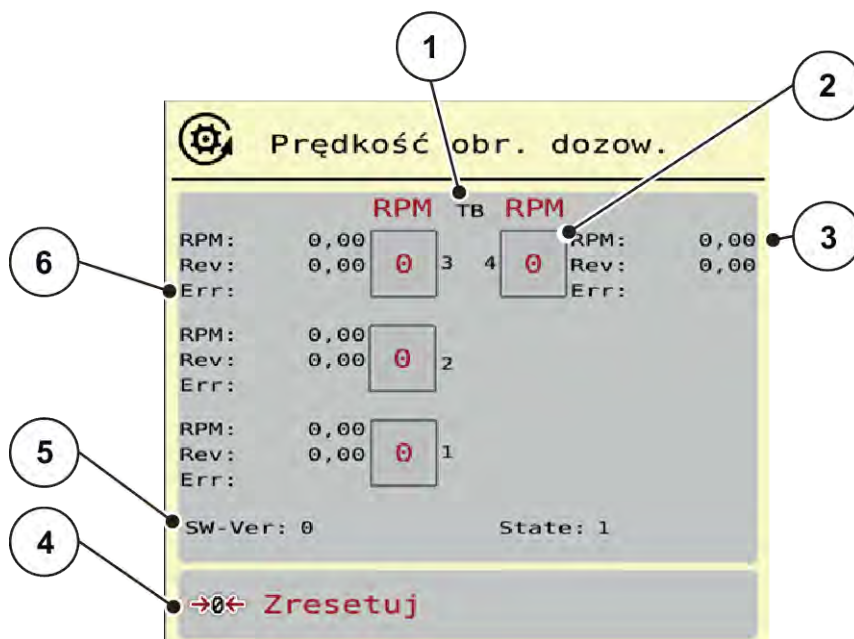 1
2
Prędkość obr. dozow.
RPM TB RPM
RPM: 0,00 RPM: 0,00 3
6 Rev: 0,00 0 3 4 0 Rev: 0,00
Err: Err:
RPM: 0,00
Rev: 0,00 0 2
Err:
RPM: 0,00
5 Rev: 0,00 0 1
Err:
SW-Ver: 0 State: 1
4
→0← Zresetuj